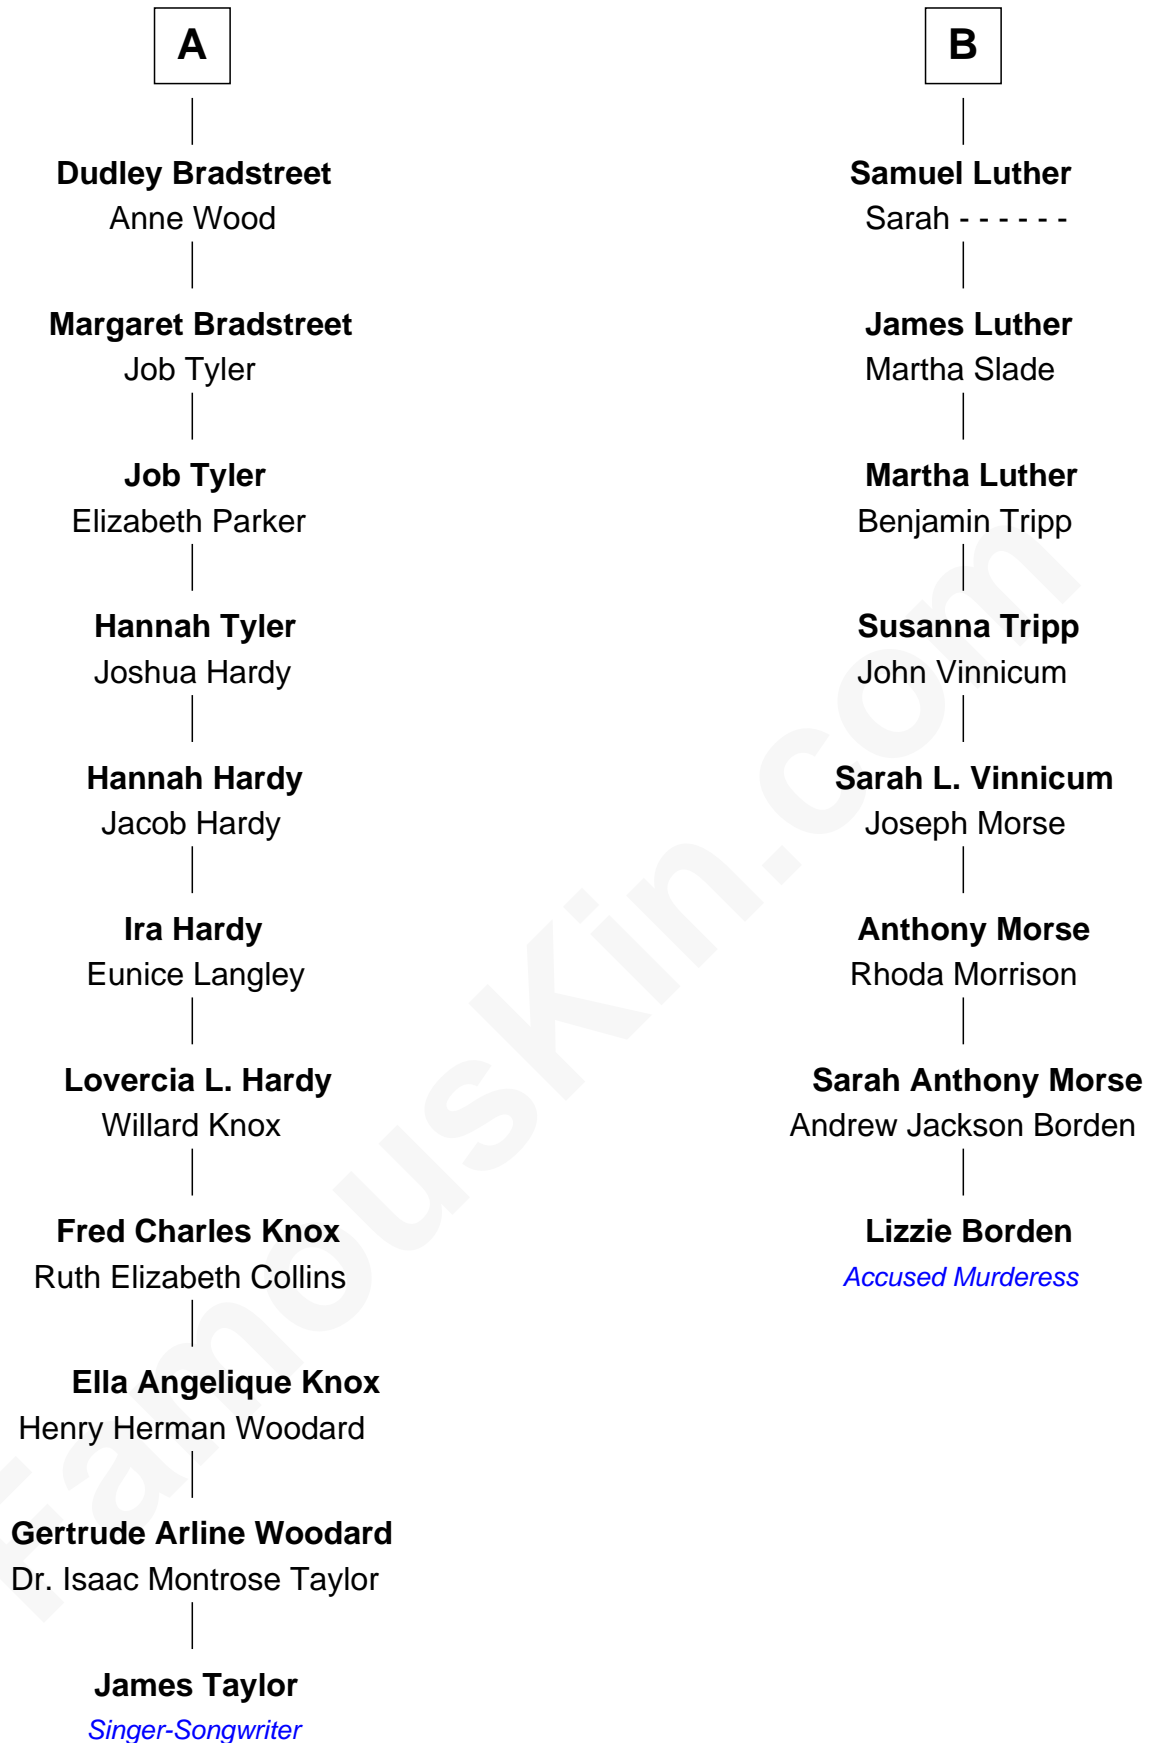 A
Dudley Bradstreet
Anne Wood
Margaret Bradstreet
Job Tyler
Job Tyler
Elizabeth Parker
Hannah Tyler
Joshua Hardy
Hannah Hardy
Jacob Hardy
Ira Hardy
Eunice Langley
Lovercia L. Hardy
Willard Knox
Fred Charles Knox
Ruth Elizabeth Collins
Ella Angelique Knox
Henry Herman Woodard
Gertrude Arline Woodard
Dr. Isaac Montrose Taylor
James Taylor
Singer-Songwriter
B
Samuel Luther
Sarah - - - - - -
James Luther
Martha Slade
Martha Luther
Benjamin Tripp
Susanna Tripp
John Vinnicum
Sarah L. Vinnicum
Joseph Morse
Anthony Morse
Rhoda Morrison
Sarah Anthony Morse
Andrew Jackson Borden
Lizzie Borden
Accused Murderess
FamousKin.com